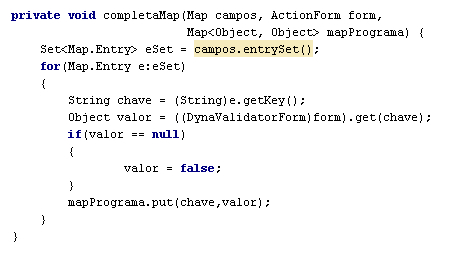 private void completaMap(Map campos, ActionForm form,
Map<Object, Object> mapPrograma) {
Set<Map.Entry> eSet = campos.entrySet();
for(Map.Entry e:eSet)
{
String chave = (String)e.getKey();
Object valor = ((DynaValidatorForm)form).get(chave);
if(valor == null)
{
valor = false;
}
mapPrograma.put(chave,valor);
}
}